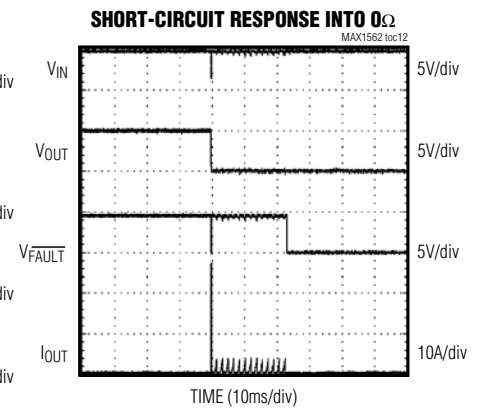 SHORT-CIRCUIT RESPONSE INTO 0Ω
MAX1562 toc12
VIN
5V/div
VOUT
5V/div
VFAULT
5V/div
IOUT
10A/div
TIME (10ms/div)